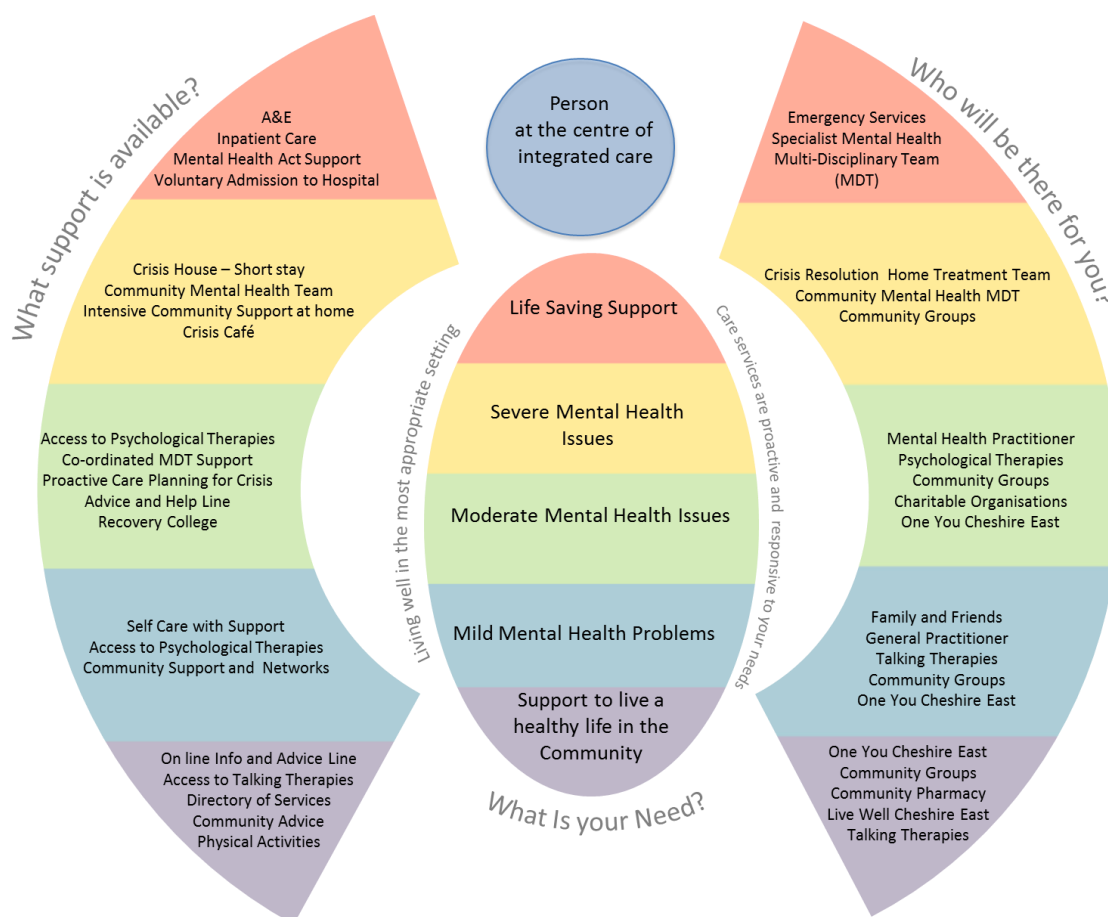 What support is available?
A&E
Inpatient Care
Mental Health Act Support
Voluntary Admission to Hospital
Crisis House – Short stay
Community Mental Health Team
Intensive Community Support at home
Crisis Café
Access to Psychological Therapies
Co-ordinated MDT Support
Proactive Care Planning for Crisis
Advice and Help Line
Recovery College
Self Care with Support
Access to Psychological Therapies
Community Support and Networks
On line Info and Advice Line
Access to Talking Therapies
Directory of Services
Community Advice
Physical Activities
Person
at the centre of
integrated care
Living well in the most appropriate setting
Life Saving Support
Severe Mental Health
Issues
Moderate Mental Health Issues
Mild Mental Health Problems
Support to live a
healthy life in the
Community
What Is your Need?
Care services are proactive and responsive to your needs
Who will be there for you?
Emergency Services
Specialist Mental Health
Multi-Disciplinary Team
(MDT)
Crisis Resolution Home Treatment Team
Community Mental Health MDT
Community Groups
Mental Health Practitioner
Psychological Therapies
Community Groups
Charitable Organisations
One You Cheshire East
Family and Friends
General Practitioner
Talking Therapies
Community Groups
One You Cheshire East
One You Cheshire East
Community Groups
Community Pharmacy
Live Well Cheshire East
Talking Therapies